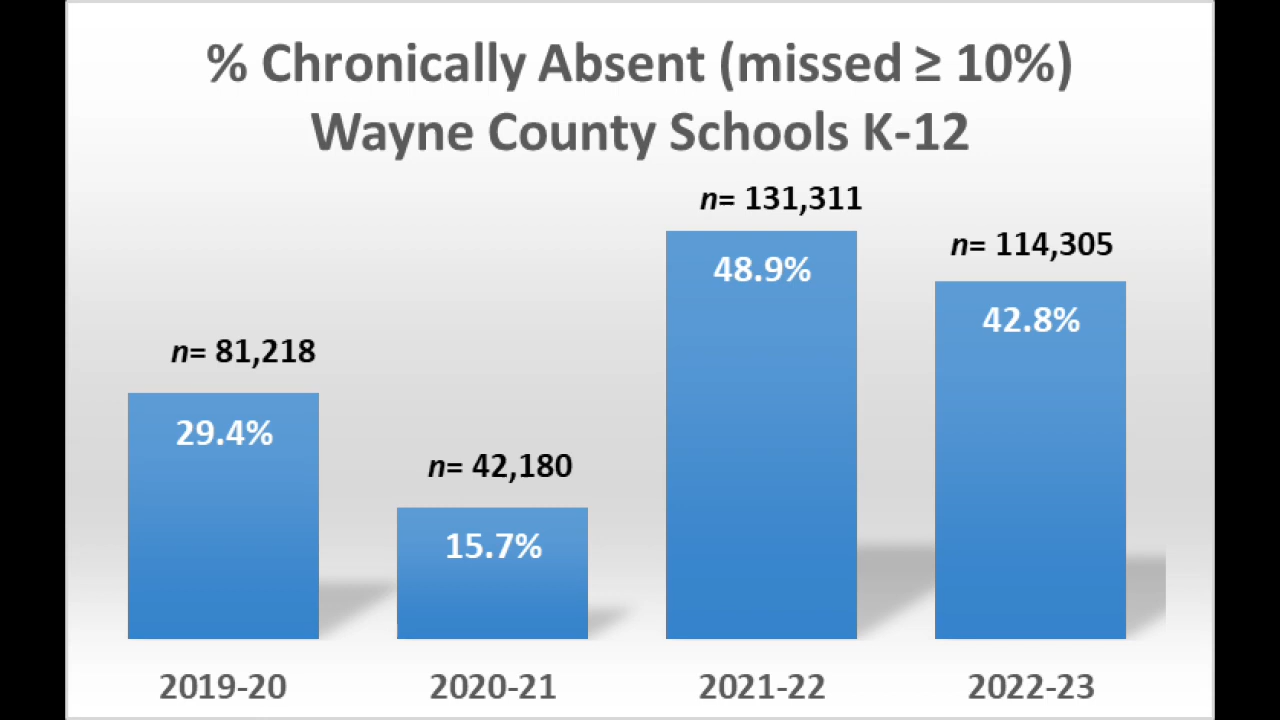 % Chronically Absent (missed ≥ 10%)
Wayne County Schools K-12
n= 81,218
29.4%
n= 42,180
15.7%
n= 131,311
48.9%
n= 114,305
42.8%
2019-20 2020-21 2021-22 2022-23